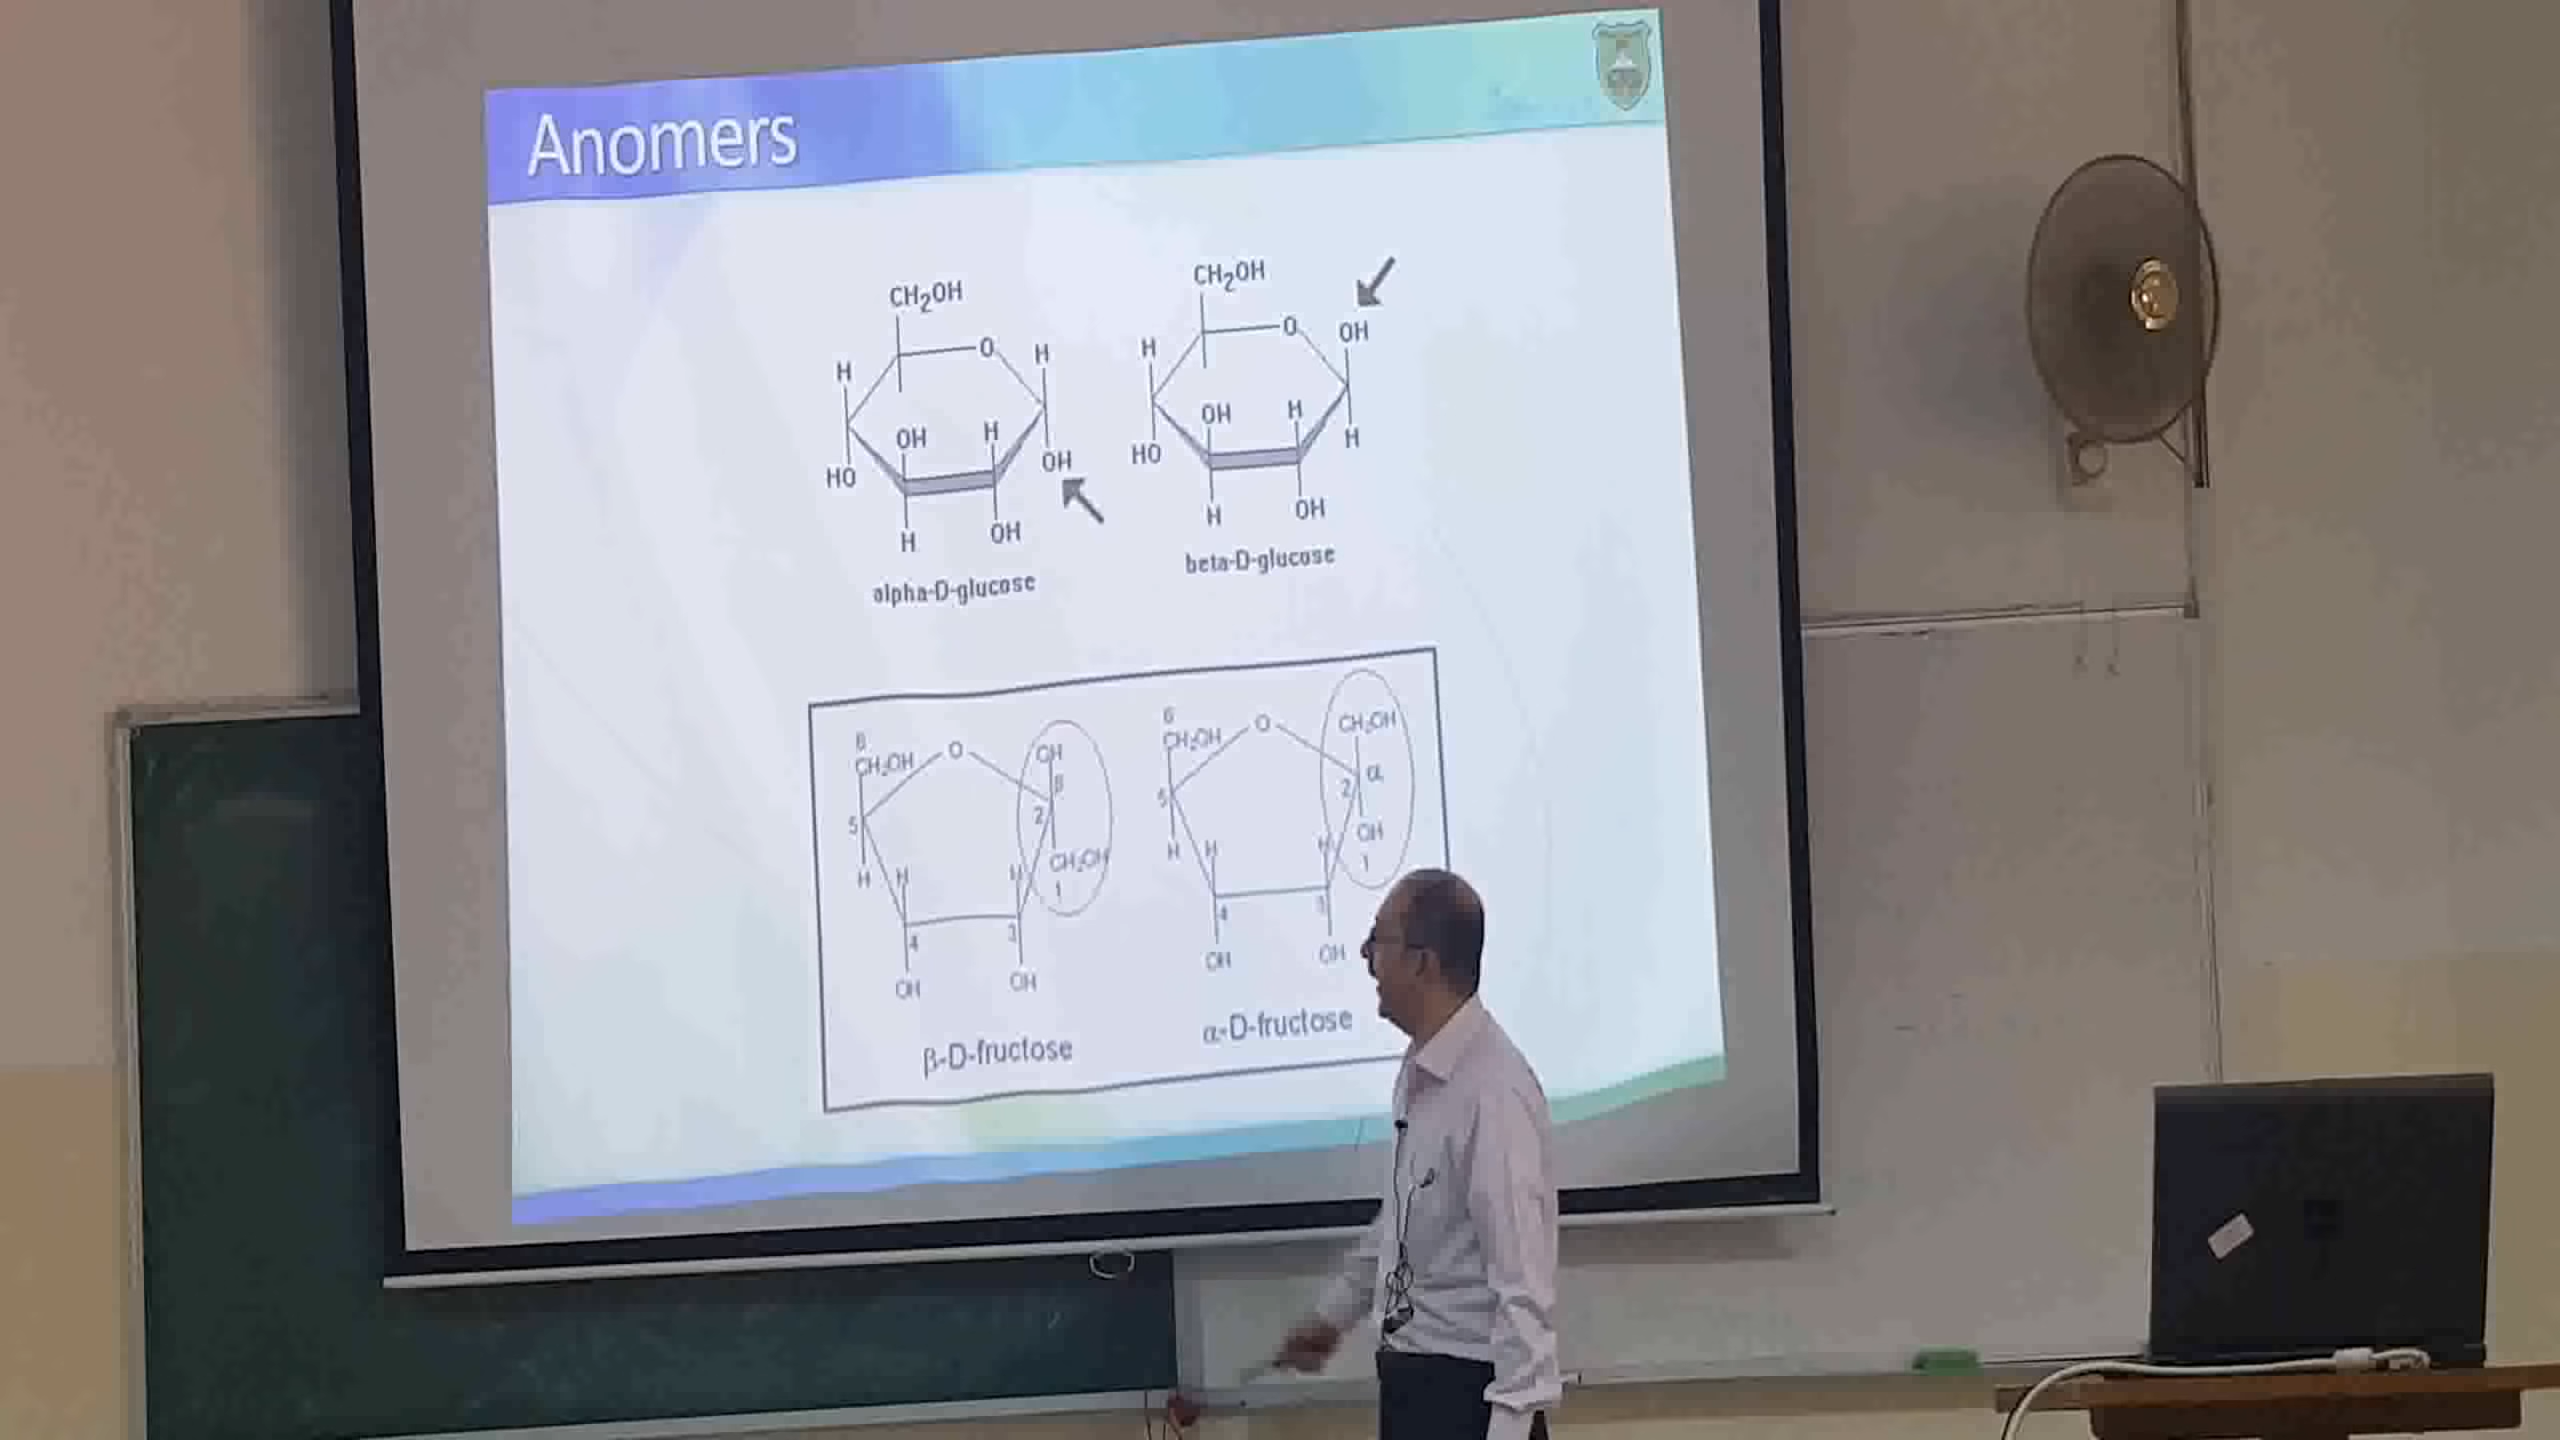 Anomers
CH2OH
CH2OH
O
OH
O
H
H
H
H
OH
H
OH
H
HO
OH
HO
H
H
OH
H
OH
alpha-D-glucose
beta-D-glucose
6
CH2OH
O
OH
β
2
5
CH2OH
1
H
H
H
4
3
OH
OH
β-D-fructose
6
CH2OH
O
CH2OH
α
2
5
OH
1
H
H
H
4
3
OH
OH
α-D-fructose